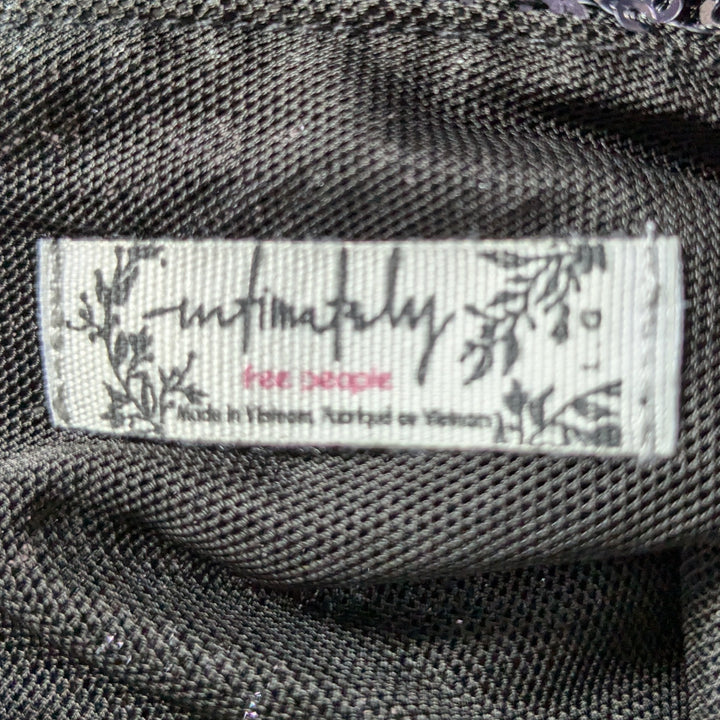 intimately
free people
Made in Vietnam, Fabriqué au Vietnam